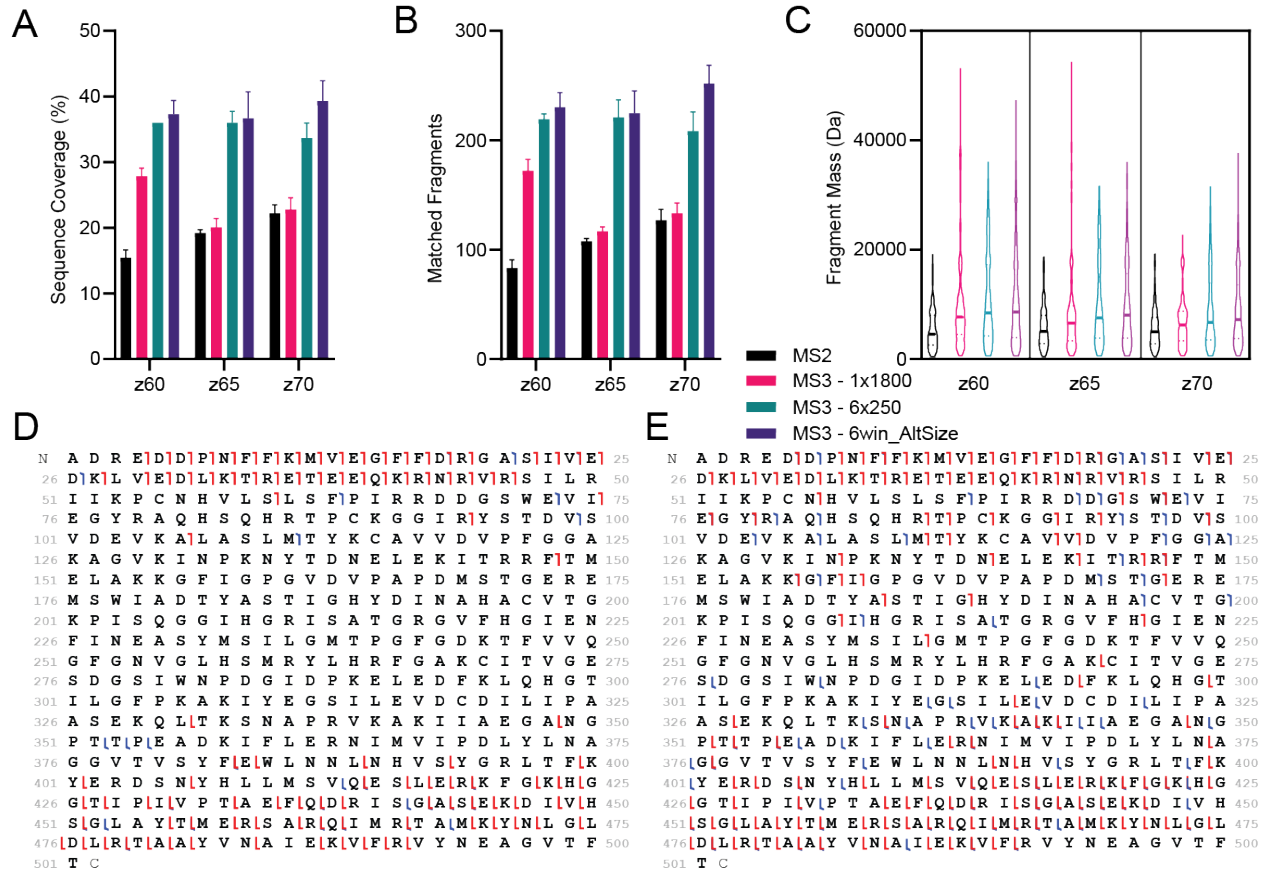 A
Sequence Coverage (%)
50
40
30
20
10
0
z60 z65 z70
B
Matched Fragments
300
200
100
0
z60 z65 z70
C
Fragment Mass (Da)
60000
40000
20000
0
z60 z65 z70
MS2
MS3 - 1x1800
MS3 - 6x250
MS3 - 6win_AltSize
D
N A D R E D D P N F F K M V E G F F D R G A S I V E 25
26 D K L V E D L K T R E T E E Q K R N R V R S I L R 50
51 I I K P C N H V L S L S F P I R R D D G S W E V I 75
76 E G Y R A Q H S Q H R T P C K G G I R Y S T D V S 100
101 V D E V K A L A S L M T Y K C A V V D V P F G G A 125
126 K A G V K I N P K N Y T D N E L E K I T R R F T M 150
151 E L A K K G F I G P G V D V P A P D M S T G E R E 175
176 M S W I A D T Y A S T I G H Y D I N A H A C V T G 200
201 K P I S Q G G I H G R I S A T G R G V F H G I E N 225
226 F I N E A S Y M S I L G M T P G F G D K T F V V Q 250
251 G F G N V G L H S M R Y L H R F G A K C I T V G E 275
276 S D G S I W N P D G I D P K E L E D F K L Q H G T 300
301 I L G F P K A K I Y E G S I L E V D C D I L I P A 325
326 A S E K Q L T K S N A P R V K A K I I A E G A N G 350
351 P T T P E A D K I F L E R N I M V I P D L Y L N A 375
376 G G V T V S Y F E W L N N L N H V S Y G R L T F K 400
401 Y E R D S N Y H L L M S V Q E S L E R K F G K H G 425
426 G T I P I V P T A E F Q D R I S G A S E K D I V H 450
451 S G L A Y T M E R S A R Q I M R T A M K Y N L G L 475
476 D L R T A A Y V N A I E K V F R V Y N E A G V T F 500
501 T C
E
N A D R E D D P N F F K M V E G F F D R G A S I V E 25
26 D K L V E D L K T R E T E E Q K R N R V R S I L R 50
51 I I K P C N H V L S L S F P I R R D D G S W E V I 75
76 E G Y R A Q H S Q H R T P C K G G I R Y S T D V S 100
101 V D E V K A L A S L M T Y K C A V V D V P F G G A 125
126 K A G V K I N P K N Y T D N E L E K I T R R F T M 150
151 E L A K K G F I G P G V D V P A P D M S T G E R E 175
176 M S W I A D T Y A S T I G H Y D I N A H A C V T G 200
201 K P I S Q G G I H G R I S A T G R G V F H G I E N 225
226 F I N E A S Y M S I L G M T P G F G D K T F V V Q 250
251 G F G N V G L H S M R Y L H R F G A K C I T V G E 275
276 S D G S I W N P D G I D P K E L E D F K L Q H G T 300
301 I L G F P K A K I Y E G S I L E V D C D I L I P A 325
326 A S E K Q L T K S N A P R V K A K I I A E G A N G 350
351 P T T P E A D K I F L E R N I M V I P D L Y L N A 375
376 G G V T V S Y F E W L N N L N H V S Y G R L T F K 400
401 Y E R D S N Y H L L M S V Q E S L E R K F G K H G 425
426 G T I P I V P T A E F Q D R I S G A S E K D I V H 450
451 S G L A Y T M E R S A R Q I M R T A M K Y N L G L 475
476 D L R T A A Y V N A I E K V F R V Y N E A G V T F 500
501 T C